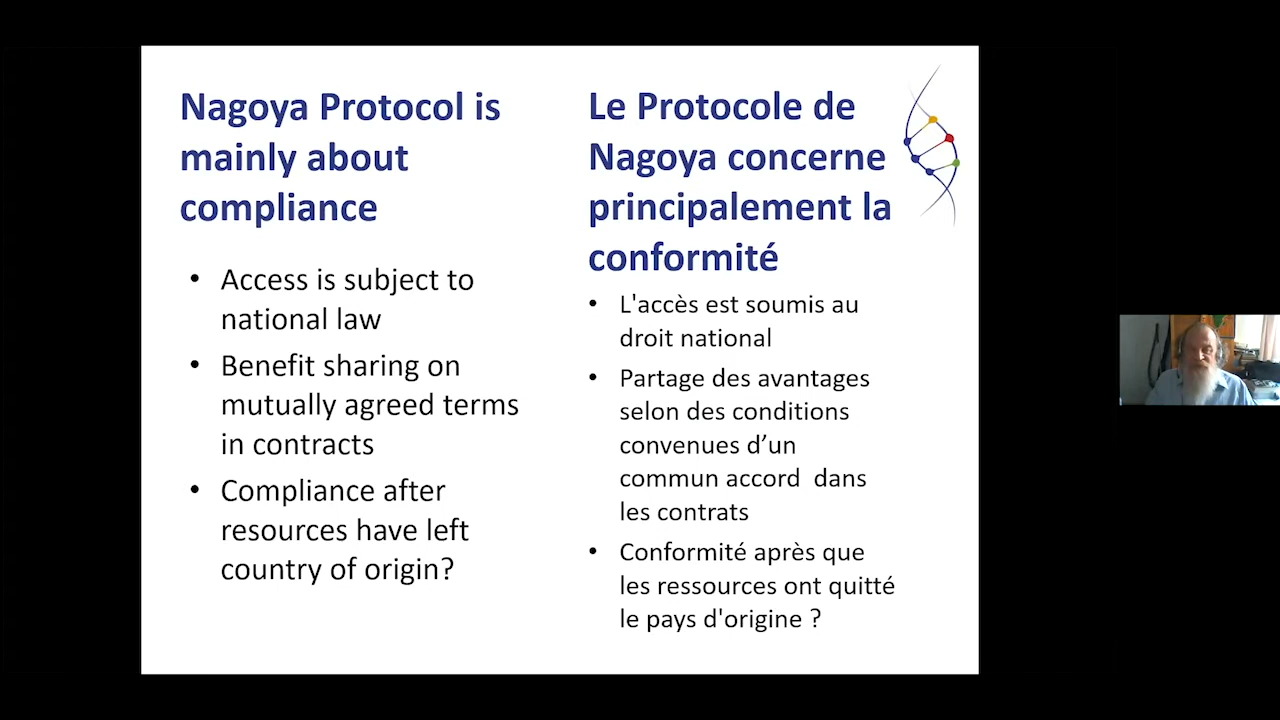 Nagoya Protocol is
mainly about
compliance
• Access is subject to
national law
• Benefit sharing on
mutually agreed terms
in contracts
• Compliance after
resources have left
country of origin?
Le Protocole de
Nagoya concerne
principalement la
conformité
• L'accès est soumis au
droit national
• Partage des avantages
selon des conditions
convenues d’un
commun accord  dans
les contrats
• Conformité après que
les ressources ont quitté
le pays d'origine ?